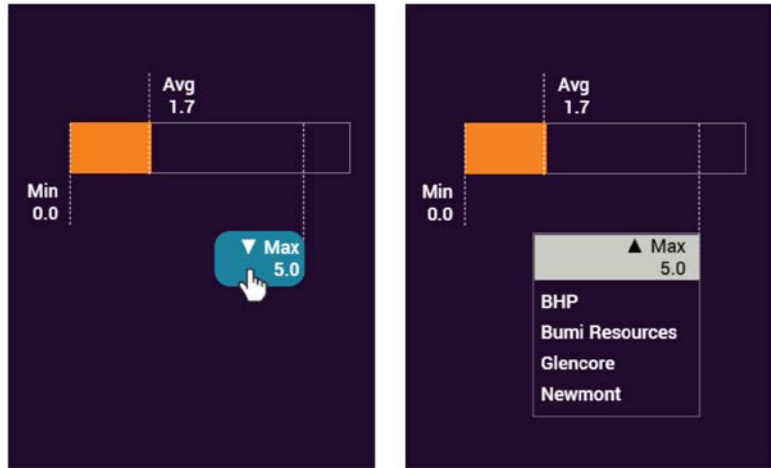 Avg
1.7
Min
0.0
▼ Max
5.0
Avg
1.7
Min
0.0
▲ Max
5.0
BHP
Bumi Resources
Glencore
Newmont